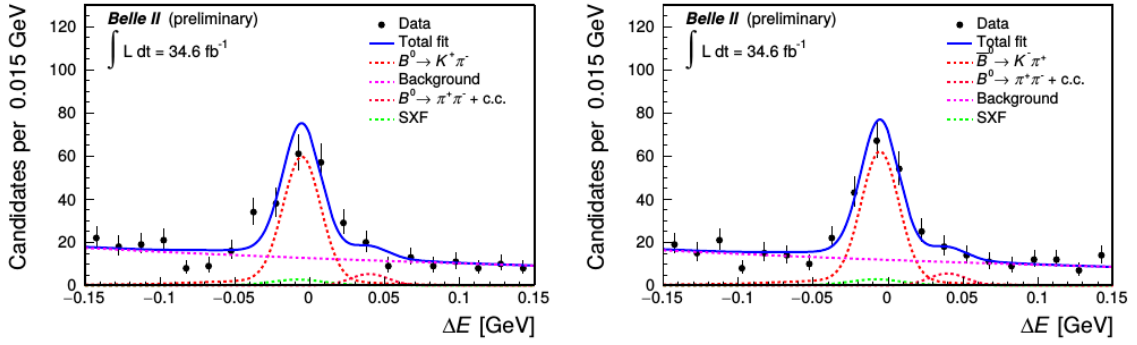 Belle II (preliminary)
∫ L dt = 34.6 fb⁻¹
Data
Total fit
B⁰→ K⁺π⁻
Background
B⁰→ π⁺π⁻ + c.c.
SXF
Candidates per 0.015 GeV
120
100
80
60
40
20
0
−0.15 −0.1 −0.05 0 0.05 0.1 0.15
ΔE [GeV]
Belle II (preliminary)
∫ L dt = 34.6 fb⁻¹
Data
Total fit
B̅⁰→ K⁻π⁺
B⁰→ π⁺π⁻ + c.c.
Background
SXF
Candidates per 0.015 GeV
120
100
80
60
40
20
0
−0.15 −0.1 −0.05 0 0.05 0.1 0.15
ΔE [GeV]